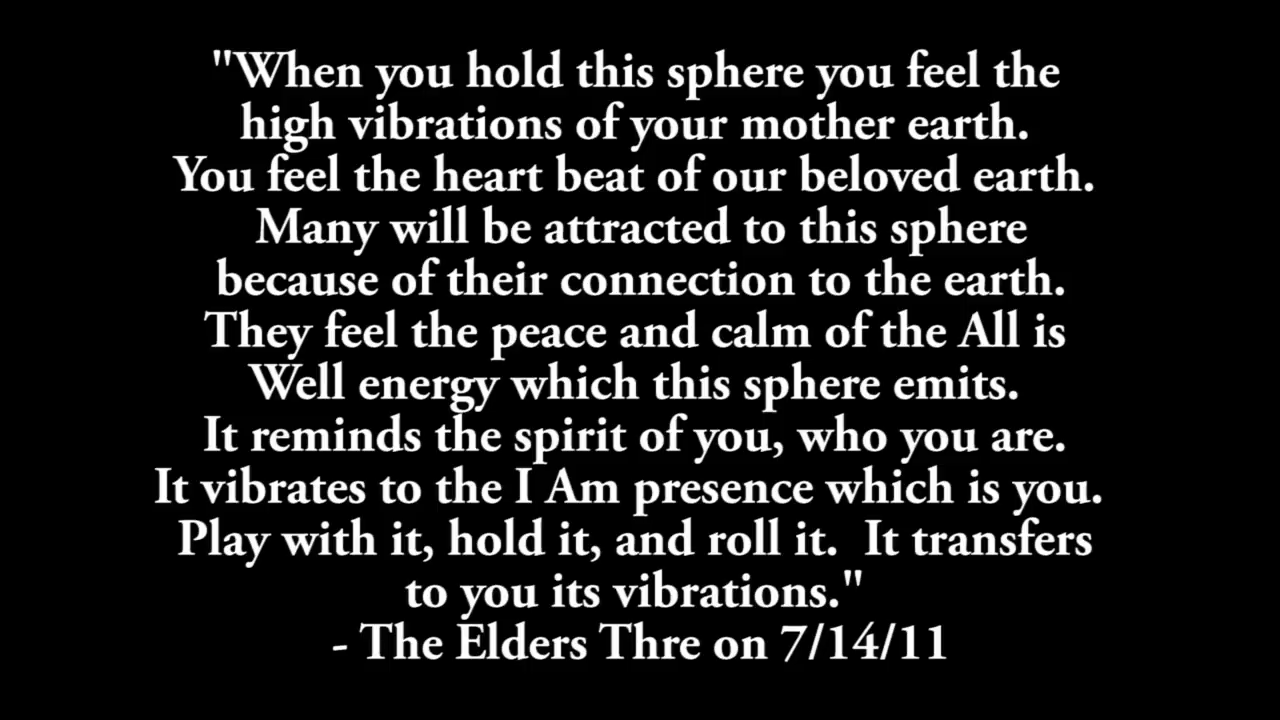 "When you hold this sphere you feel the
high vibrations of your mother earth.
You feel the heart beat of our beloved earth.
Many will be attracted to this sphere
because of their connection to the earth.
They feel the peace and calm of the All is
Well energy which this sphere emits.
It reminds the spirit of you, who you are.
It vibrates to the I Am presence which is you.
Play with it, hold it, and roll it.  It transfers
to you its vibrations."
- The Elders Thre on 7/14/11